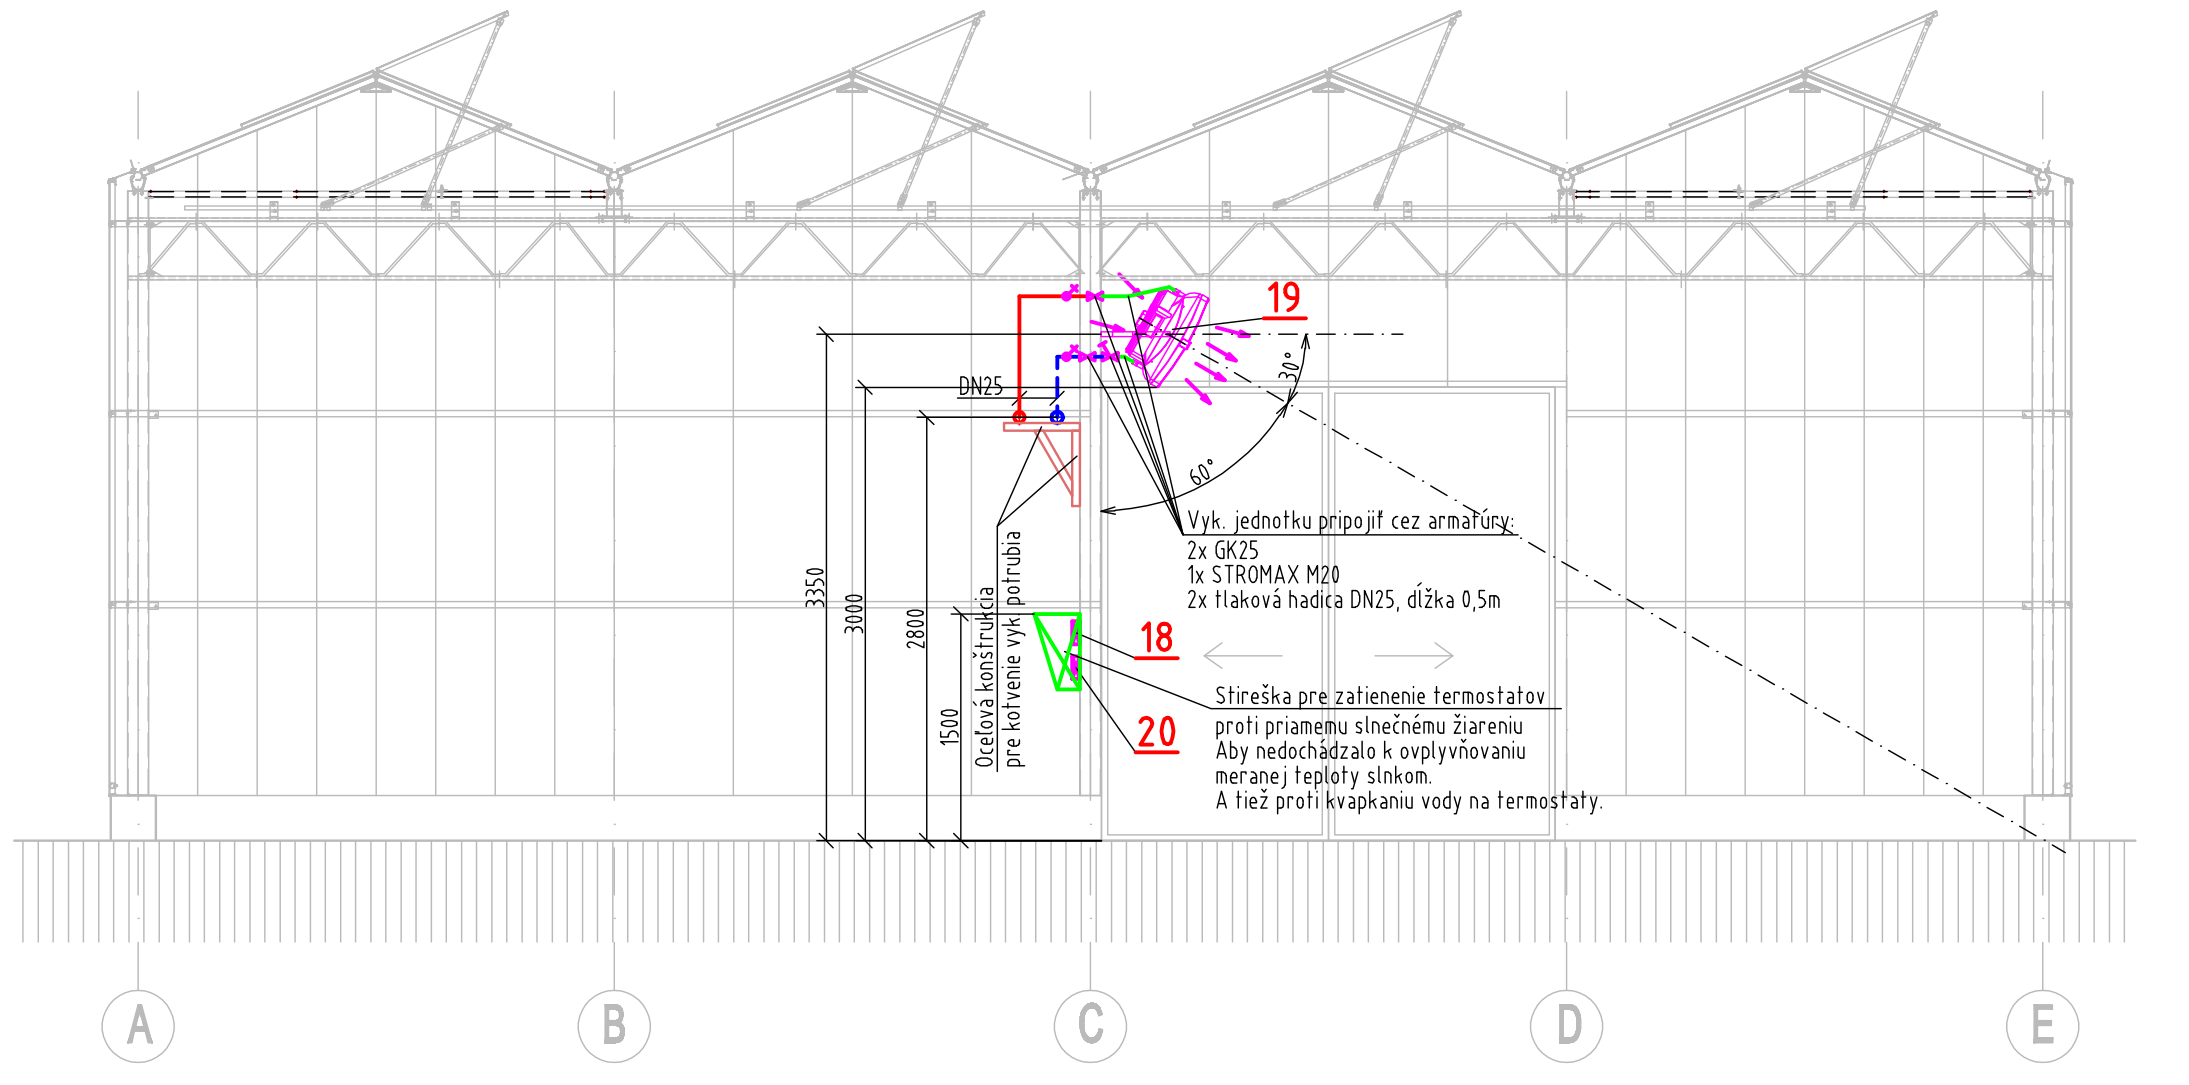 19
DN25
30°
60°
Vyk. jednotku pripojiť cez armatúry:
2x GK25
1x STROMAX M20
2x tlaková hadica DN25, dĺžka 0,5m
3350
3000
2800
1500
Oceľová konštrukcia
pre kotvenie vyk. potrubia
18
20
Stireška pre zatienenie termostatov
proti priamemu slnečnému žiareniu
Aby nedochádzalo k ovplyvňovaniu
meranej teploty slnkom.
A tiež proti kvapkaniu vody na termostaty.
A
B
C
D
E